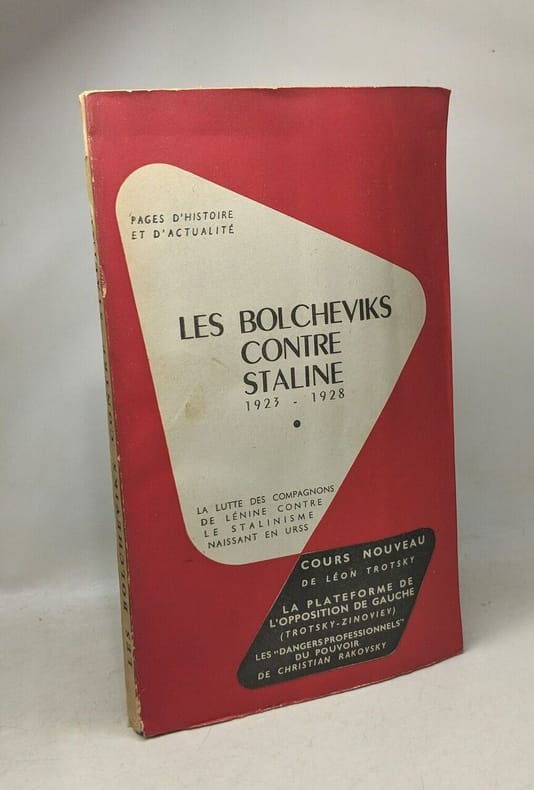 PAGES D'HISTOIRE
ET D'ACTUALITÉ
LES BOLCHEVIKS
CONTRE
STALINE
1923 - 1928
LA LUTTE DES COMPAGNONS
DE LÉNINE CONTRE
LE STALINISME
NAISSANT EN URSS
COURS NOUVEAU
DE LÉON TROTSKY
LA PLATEFORME DE
L'OPPOSITION DE GAUCHE
(TROTSKY-ZINOVIEV)
LES "DANGERS PROFESSIONNELS"
DU POUVOIR
DE CHRISTIAN RAKOVSKY
LES BOLCHEVIKS CONTRE